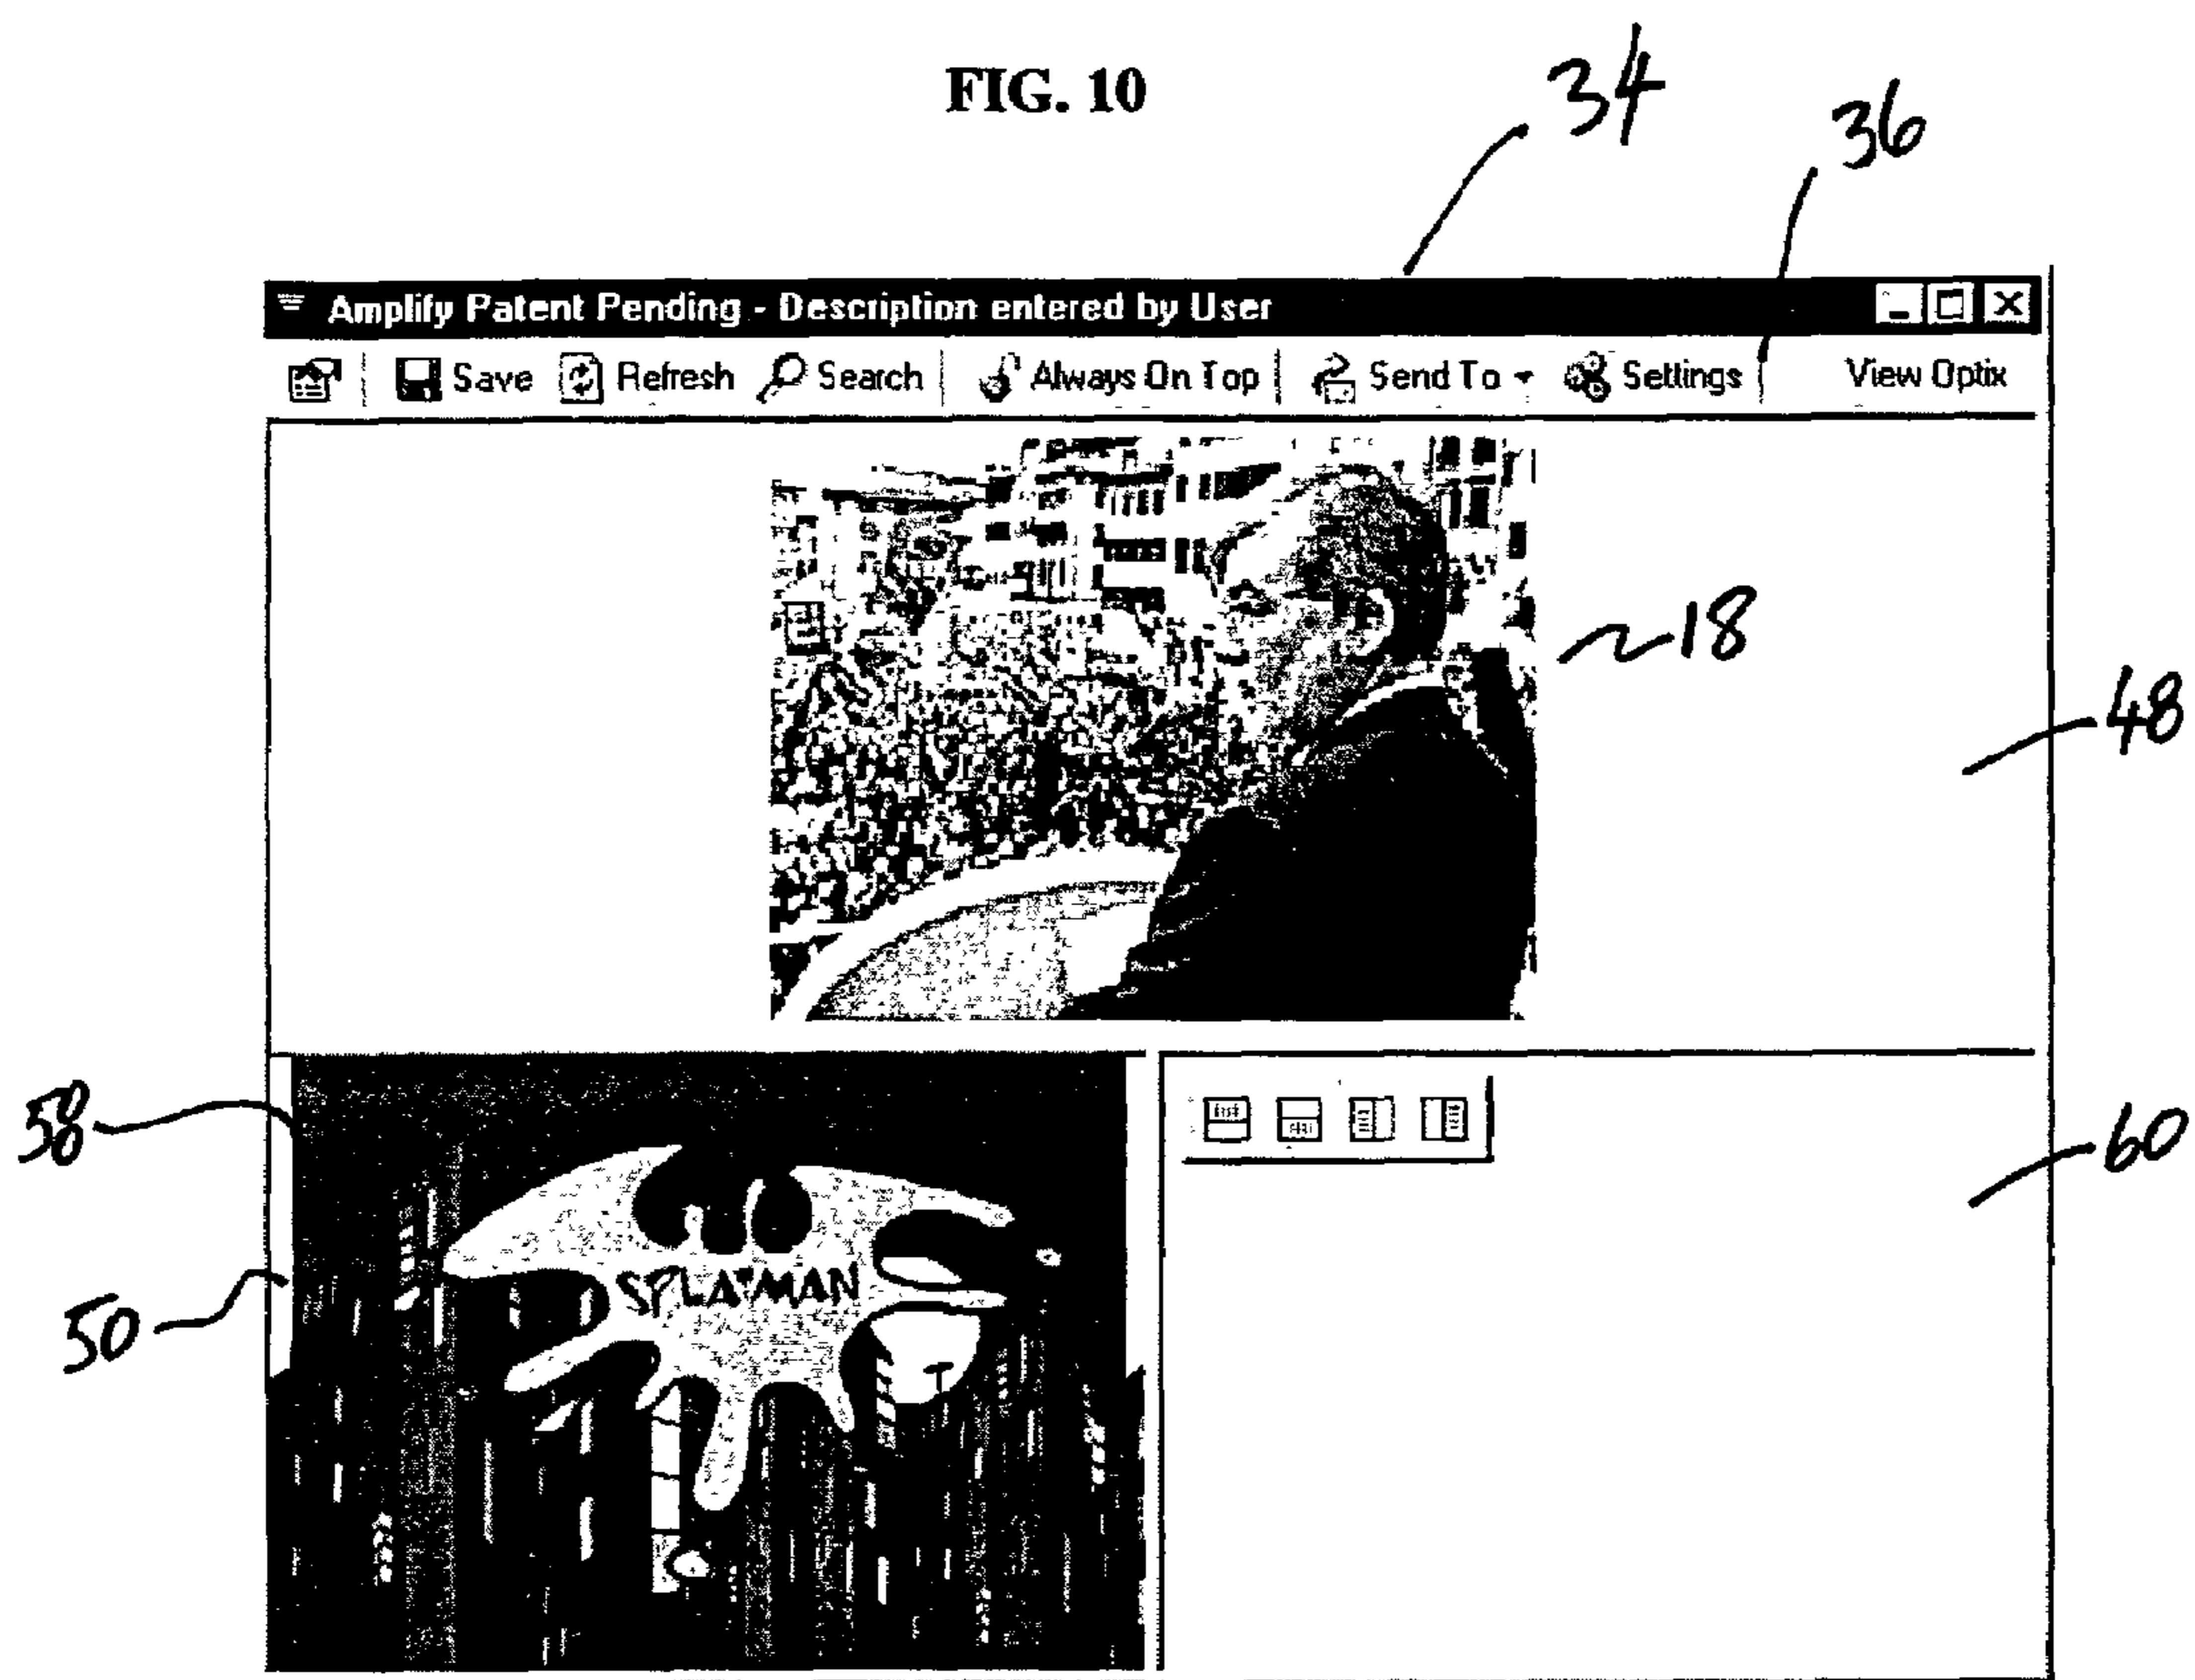 FIG. 10
34
36
Amplify Patent Pending - Description entered by User
Save Refresh Search Always On Top Send To Settings View Optix
18
48
58
60
50
SPLATMAN